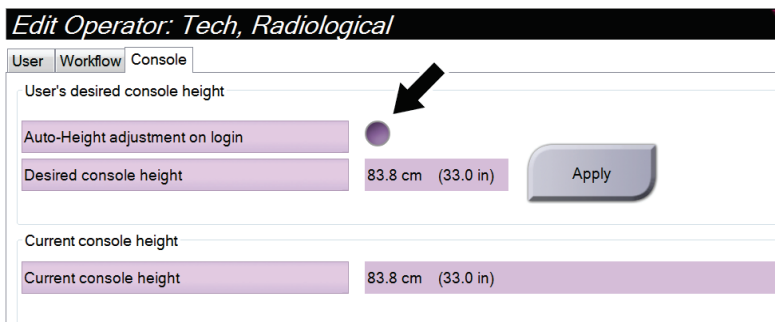 Edit Operator: Tech, Radiological
User Workflow Console
User's desired console height
Auto-Height adjustment on login
Desired console height 83.8 cm (33.0 in) Apply
Current console height
Current console height 83.8 cm (33.0 in)